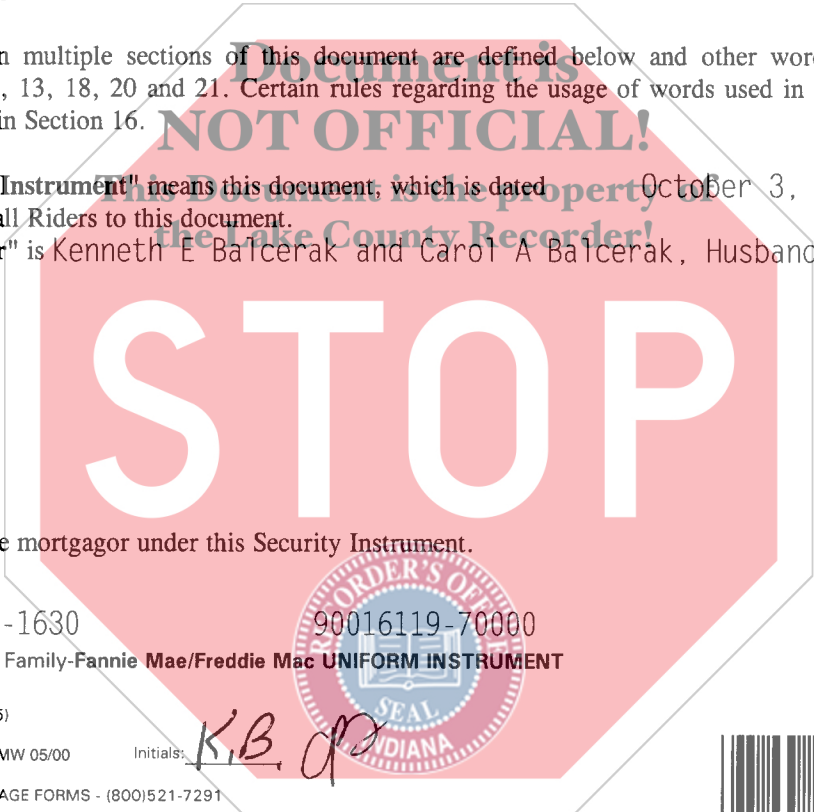 n multiple sections of this document are defined below and other word
, 13, 18, 20 and 21. Certain rules regarding the usage of words used in
in Section 16.
Document is
NOT OFFICIAL!
This Document is the property of
the Lake County Recorder!
Instrument" means this document, which is dated October 3,
all Riders to this document.
r" is Kenneth E Balcerak and Carol A Balcerak, Husband
STOP
e mortgagor under this Security Instrument.
-1630 90016119-70000
Family-Fannie Mae/Freddie Mac UNIFORM INSTRUMENT
RECORDER'S OFFICE
SEAL
INDIANA
MW 05/00 Initials: K.B.
AGE FORMS - (800)521-7291